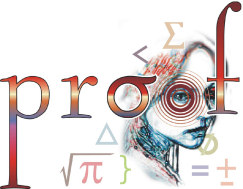 Σ
<
proof
Δ
φ
√π } = ±